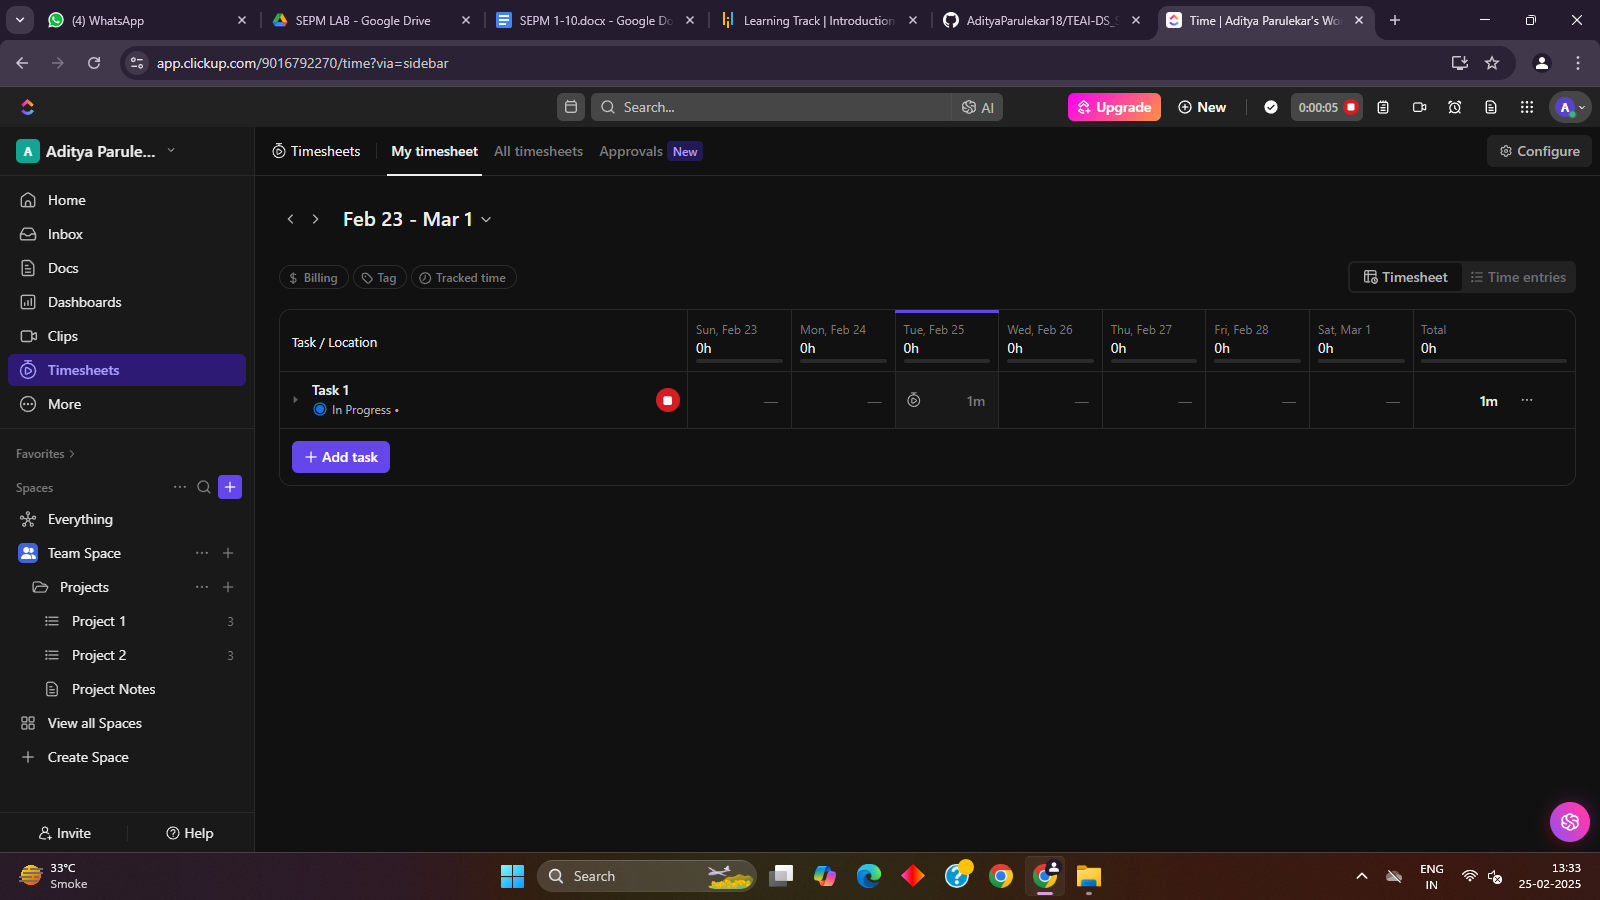 (4) WhatsApp
SEPM LAB - Google Drive
SEPM 1-10.docx - Google Do
Learning Track | Introduction
AdityaParulekar18/TEAI-DS_S
Time | Aditya Parulekar's Wo
app.clickup.com/9016792270/time?via=sidebar
Search...
AI
Upgrade
New
0:00:05
A
A
Aditya Parule...
Timesheets
My timesheet
All timesheets
Approvals
New
Configure
Home
Inbox
Docs
Dashboards
Clips
Timesheets
More
Favorites
Spaces
Everything
Team Space
Projects
Project 1
3
Project 2
3
Project Notes
View all Spaces
Create Space
Invite
Help
Feb 23 - Mar 1
$ Billing
Tag
Tracked time
Timesheet
Time entries
Task / Location
Sun, Feb 23
0h
Mon, Feb 24
0h
Tue, Feb 25
0h
Wed, Feb 26
0h
Thu, Feb 27
0h
Fri, Feb 28
0h
Sat, Mar 1
0h
Total
0h
Task 1
In Progress •
—
—
1m
—
—
—
—
1m
...
+ Add task
33°C
Smoke
Search
ENG
IN
13:33
25-02-2025